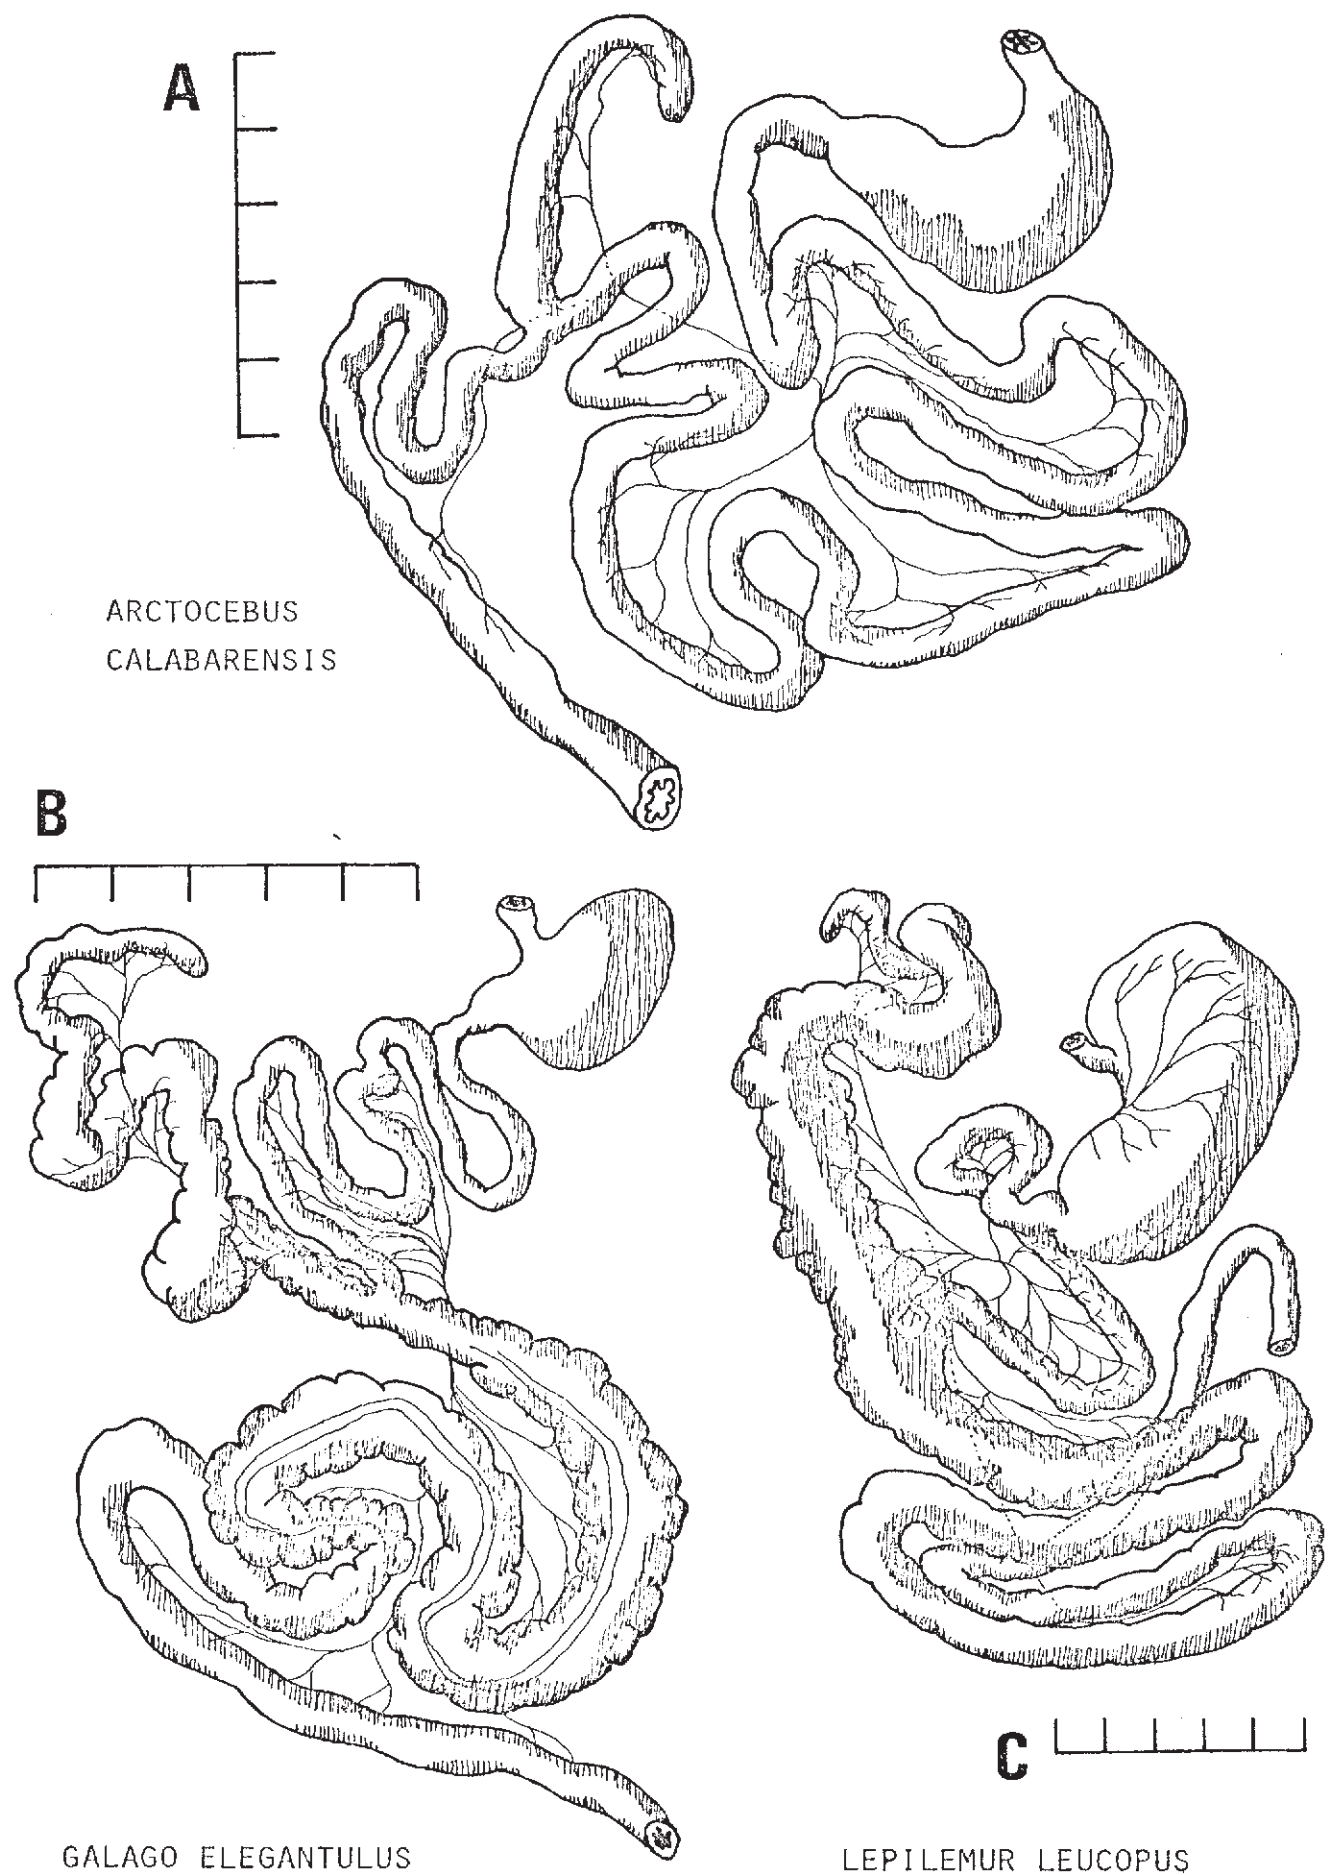 A
ARCTOCEBUS
CALABARENSIS
B
C
GALAGO ELEGANTULUS
LEPILEMUR LEUCOPUS